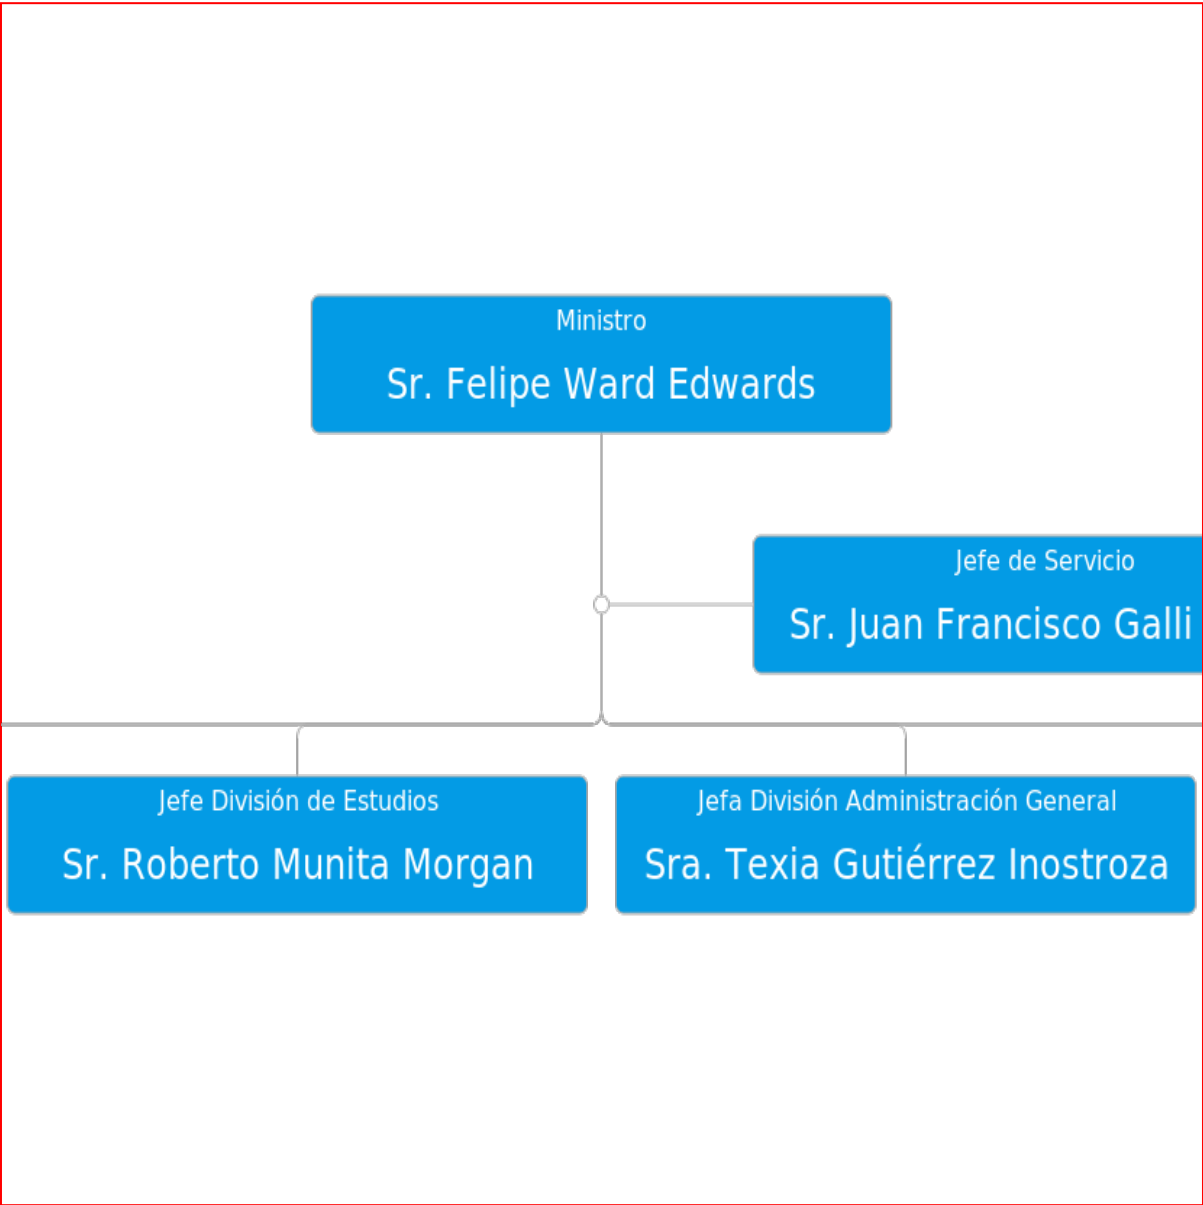 Ministro
Sr. Felipe Ward Edwards
Jefe de Servicio
Sr. Juan Francisco Galli
Jefe División de Estudios
Sr. Roberto Munita Morgan
Jefa División Administración General
Sra. Texia Gutiérrez Inostroza